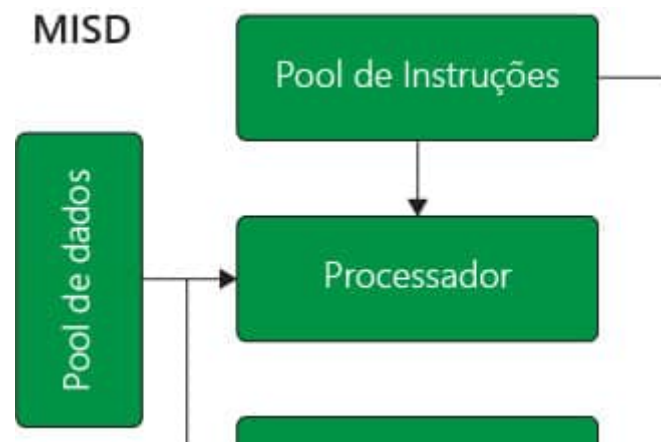 MISD
Pool de Instruções
Pool de dados
Processador